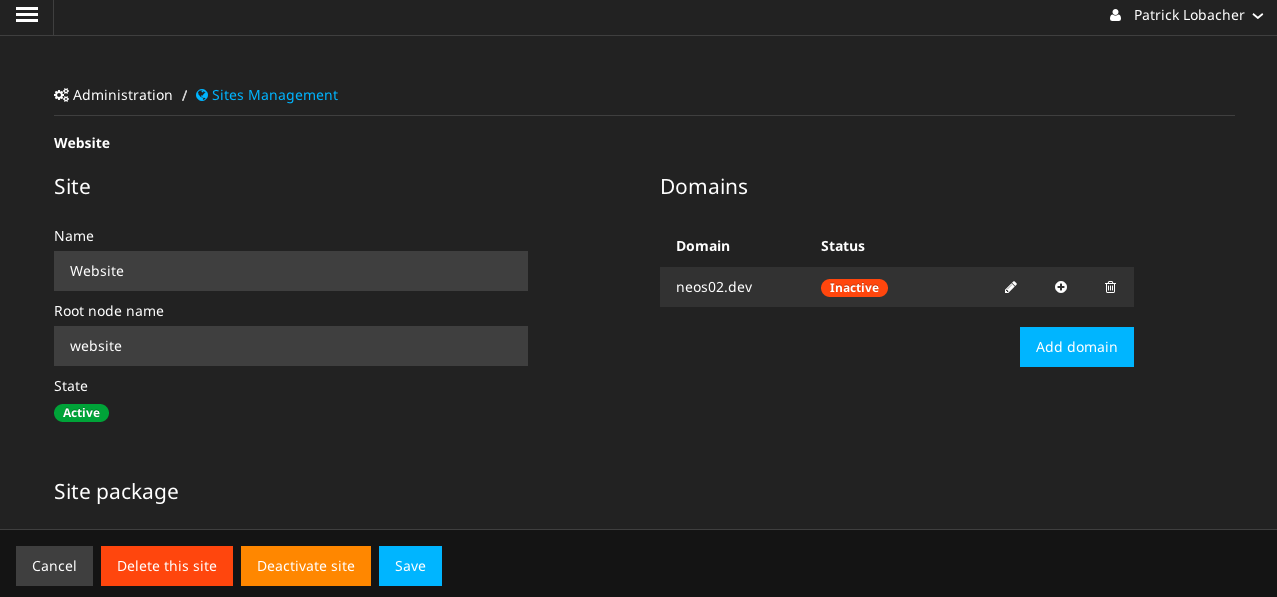 Patrick Lobacher
Administration / Sites Management
Website
Site
Name
Website
Root node name
website
State
Active
Site package
Domains
Domain Status
neos02.dev Inactive
Add domain
Cancel Delete this site Deactivate site Save